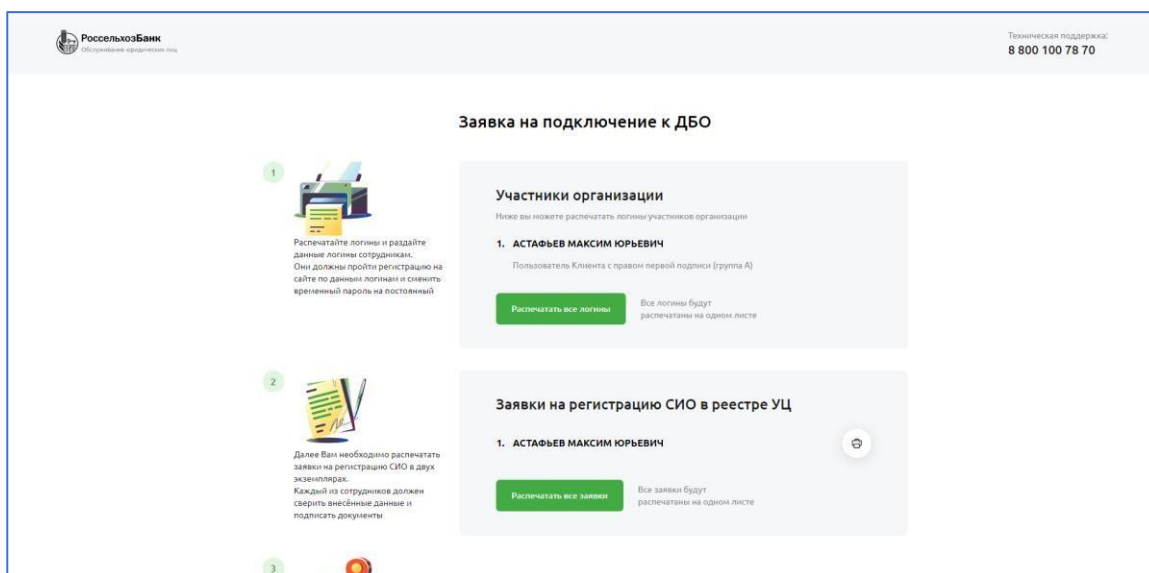 РоссельхозБанк
Обслуживание юридических лиц
Техническая поддержка:
8 800 100 78 70
Заявка на подключение к ДБО
1
Распечатайте логины и раздайте
данные логины сотрудникам.
Они должны пройти регистрацию на
сайте по данным логинам и сменить
временный пароль на постоянный
Участники организации
Ниже вы можете распечатать логины участников организации
1. АСТАФЬЕВ МАКСИМ ЮРЬЕВИЧ
Пользователь Клиента с правом первой подписи (группа А)
Распечатать все логины
Все логины будут
распечатаны на одном листе
2
Далее Вам необходимо распечатать
заявки на регистрацию СИО в двух
экземплярах.
Каждый из сотрудников должен
сверить внесённые данные и
подписать документы
Заявки на регистрацию СИО в реестре УЦ
1. АСТАФЬЕВ МАКСИМ ЮРЬЕВИЧ
Распечатать все заявки
Все заявки будут
распечатаны на одном листе
3